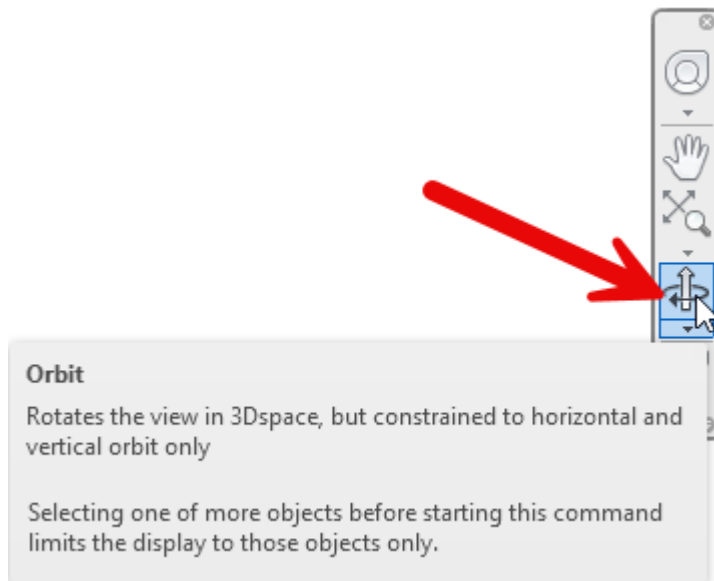 Orbit
Rotates the view in 3Dspace, but constrained to horizontal and
vertical orbit only
Selecting one of more objects before starting this command
limits the display to those objects only.